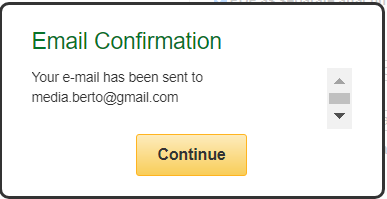 Email Confirmation
Your e-mail has been sent to
media.berto@gmail.com
Continue